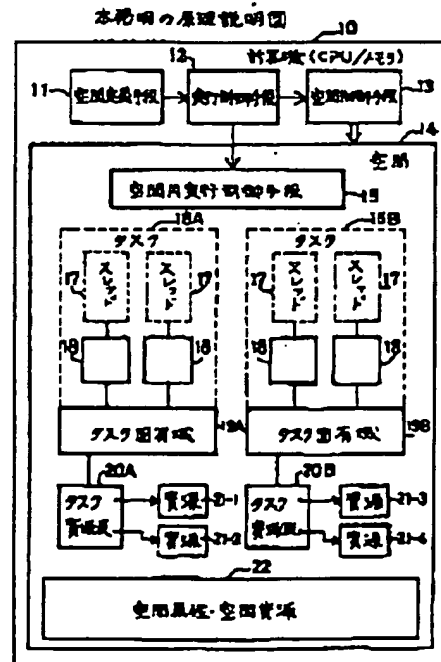 本発明の原理説明図
10
計算機(CPU/メモリ)
11
空間定義手段
12
実行制御手段
空間制御手段
13
14
空間
空間内実行制御手段
15
16A
タスク
17
スレッド
スレッド
17
18
18
16B
タスク
17
スレッド
スレッド
17
18
18
タスク固有域
19A
タスク固有域
19B
20A
タスク資源表
資源
21-1
資源
21-2
20B
タスク資源表
資源
21-3
資源
21-4
22
空間属性・空間資源